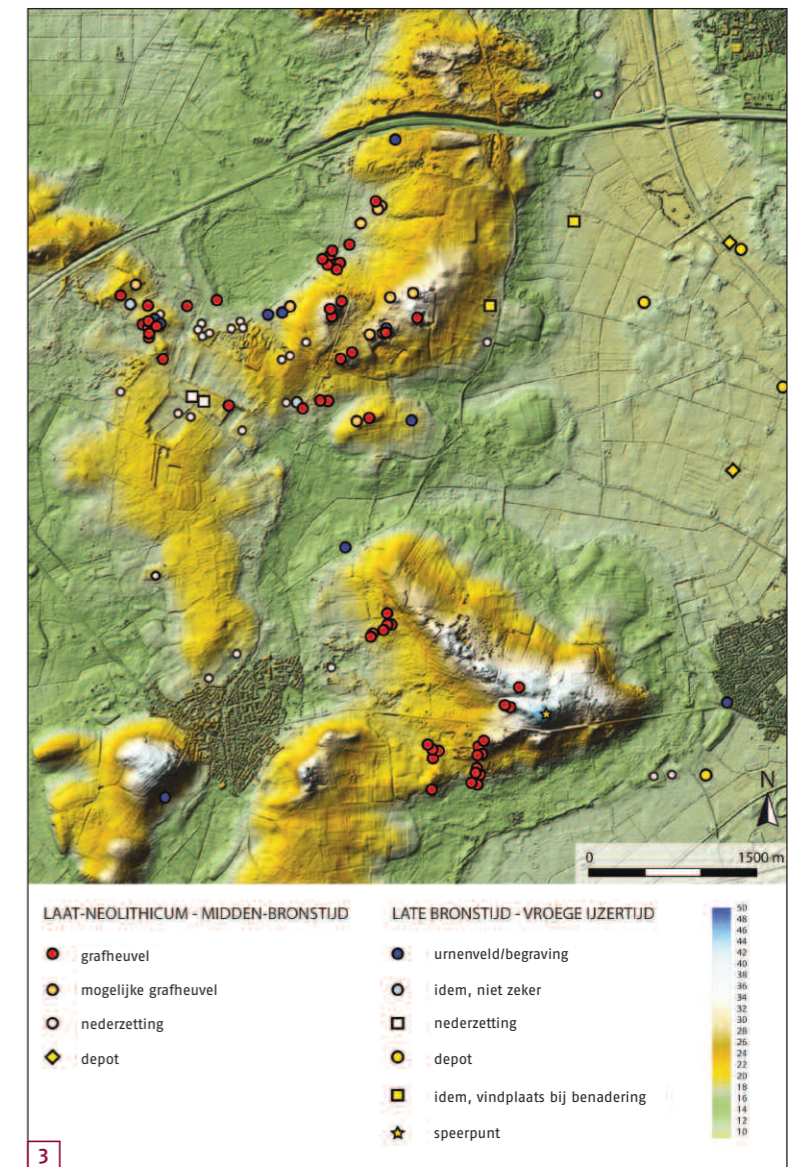 N
0 1500 m
LAAT-NEOLITHICUM - MIDDEN-BRONSTIJD
grafheuvel
mogelijke grafheuvel
nederzetting
depot
LATE BRONSTIJD - VROEGE IJZERTIJD
urnenveld/begraving
idem, niet zeker
nederzetting
depot
idem, vindplaats bij benadering
speerpunt
50
48
46
44
42
40
38
36
34
32
30
28
26
24
22
20
18
16
14
12
10
3